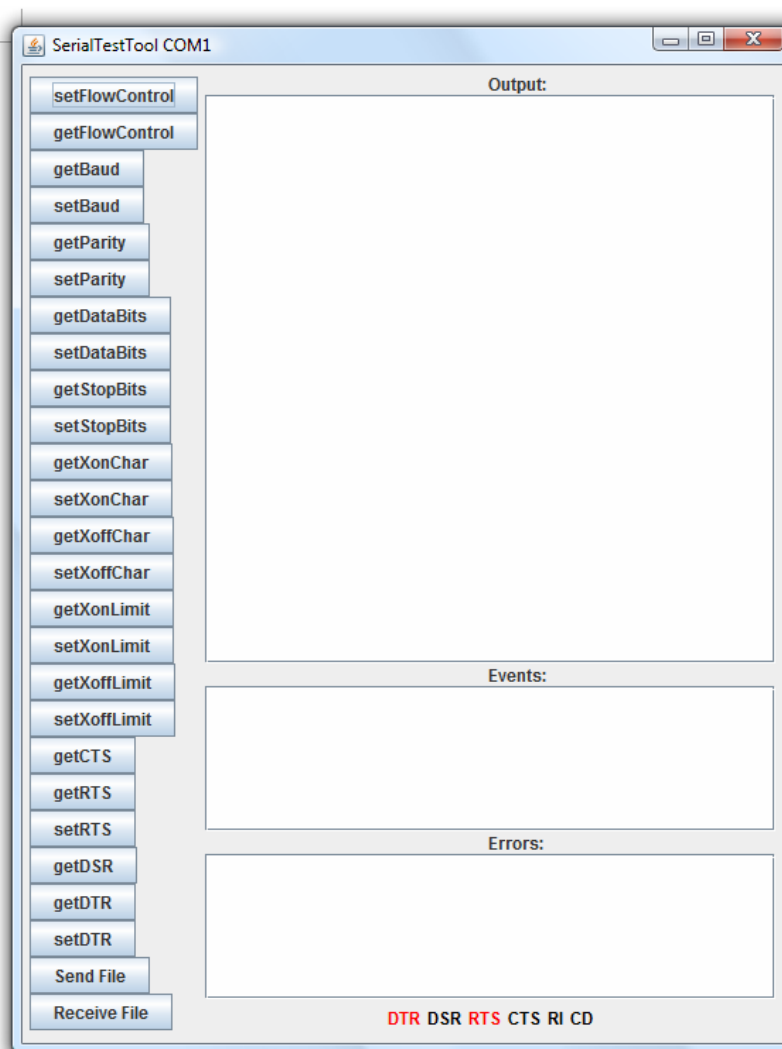 SerialTestTool COM1
setFlowControl
getFlowControl
getBaud
setBaud
getParity
setParity
getDataBits
setDataBits
getStopBits
setStopBits
getXonChar
setXonChar
getXoffChar
setXoffChar
getXonLimit
setXonLimit
getXoffLimit
setXoffLimit
getCTS
getRTS
setRTS
getDSR
getDTR
setDTR
Send File
Receive File
Output:
Events:
Errors:
DTR DSR RTS CTS RI CD